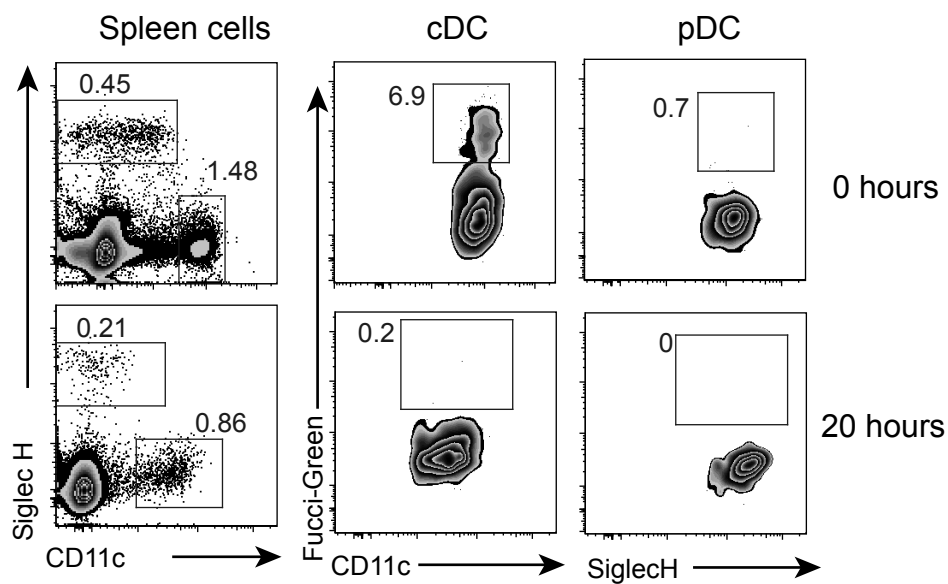 Spleen cells cDC pDC
0.45
1.48
6.9
0.7
0 hours
0.21
0.86
0.2
0
20 hours
Siglec H
CD11c
Fucci-Green
CD11c
SiglecH